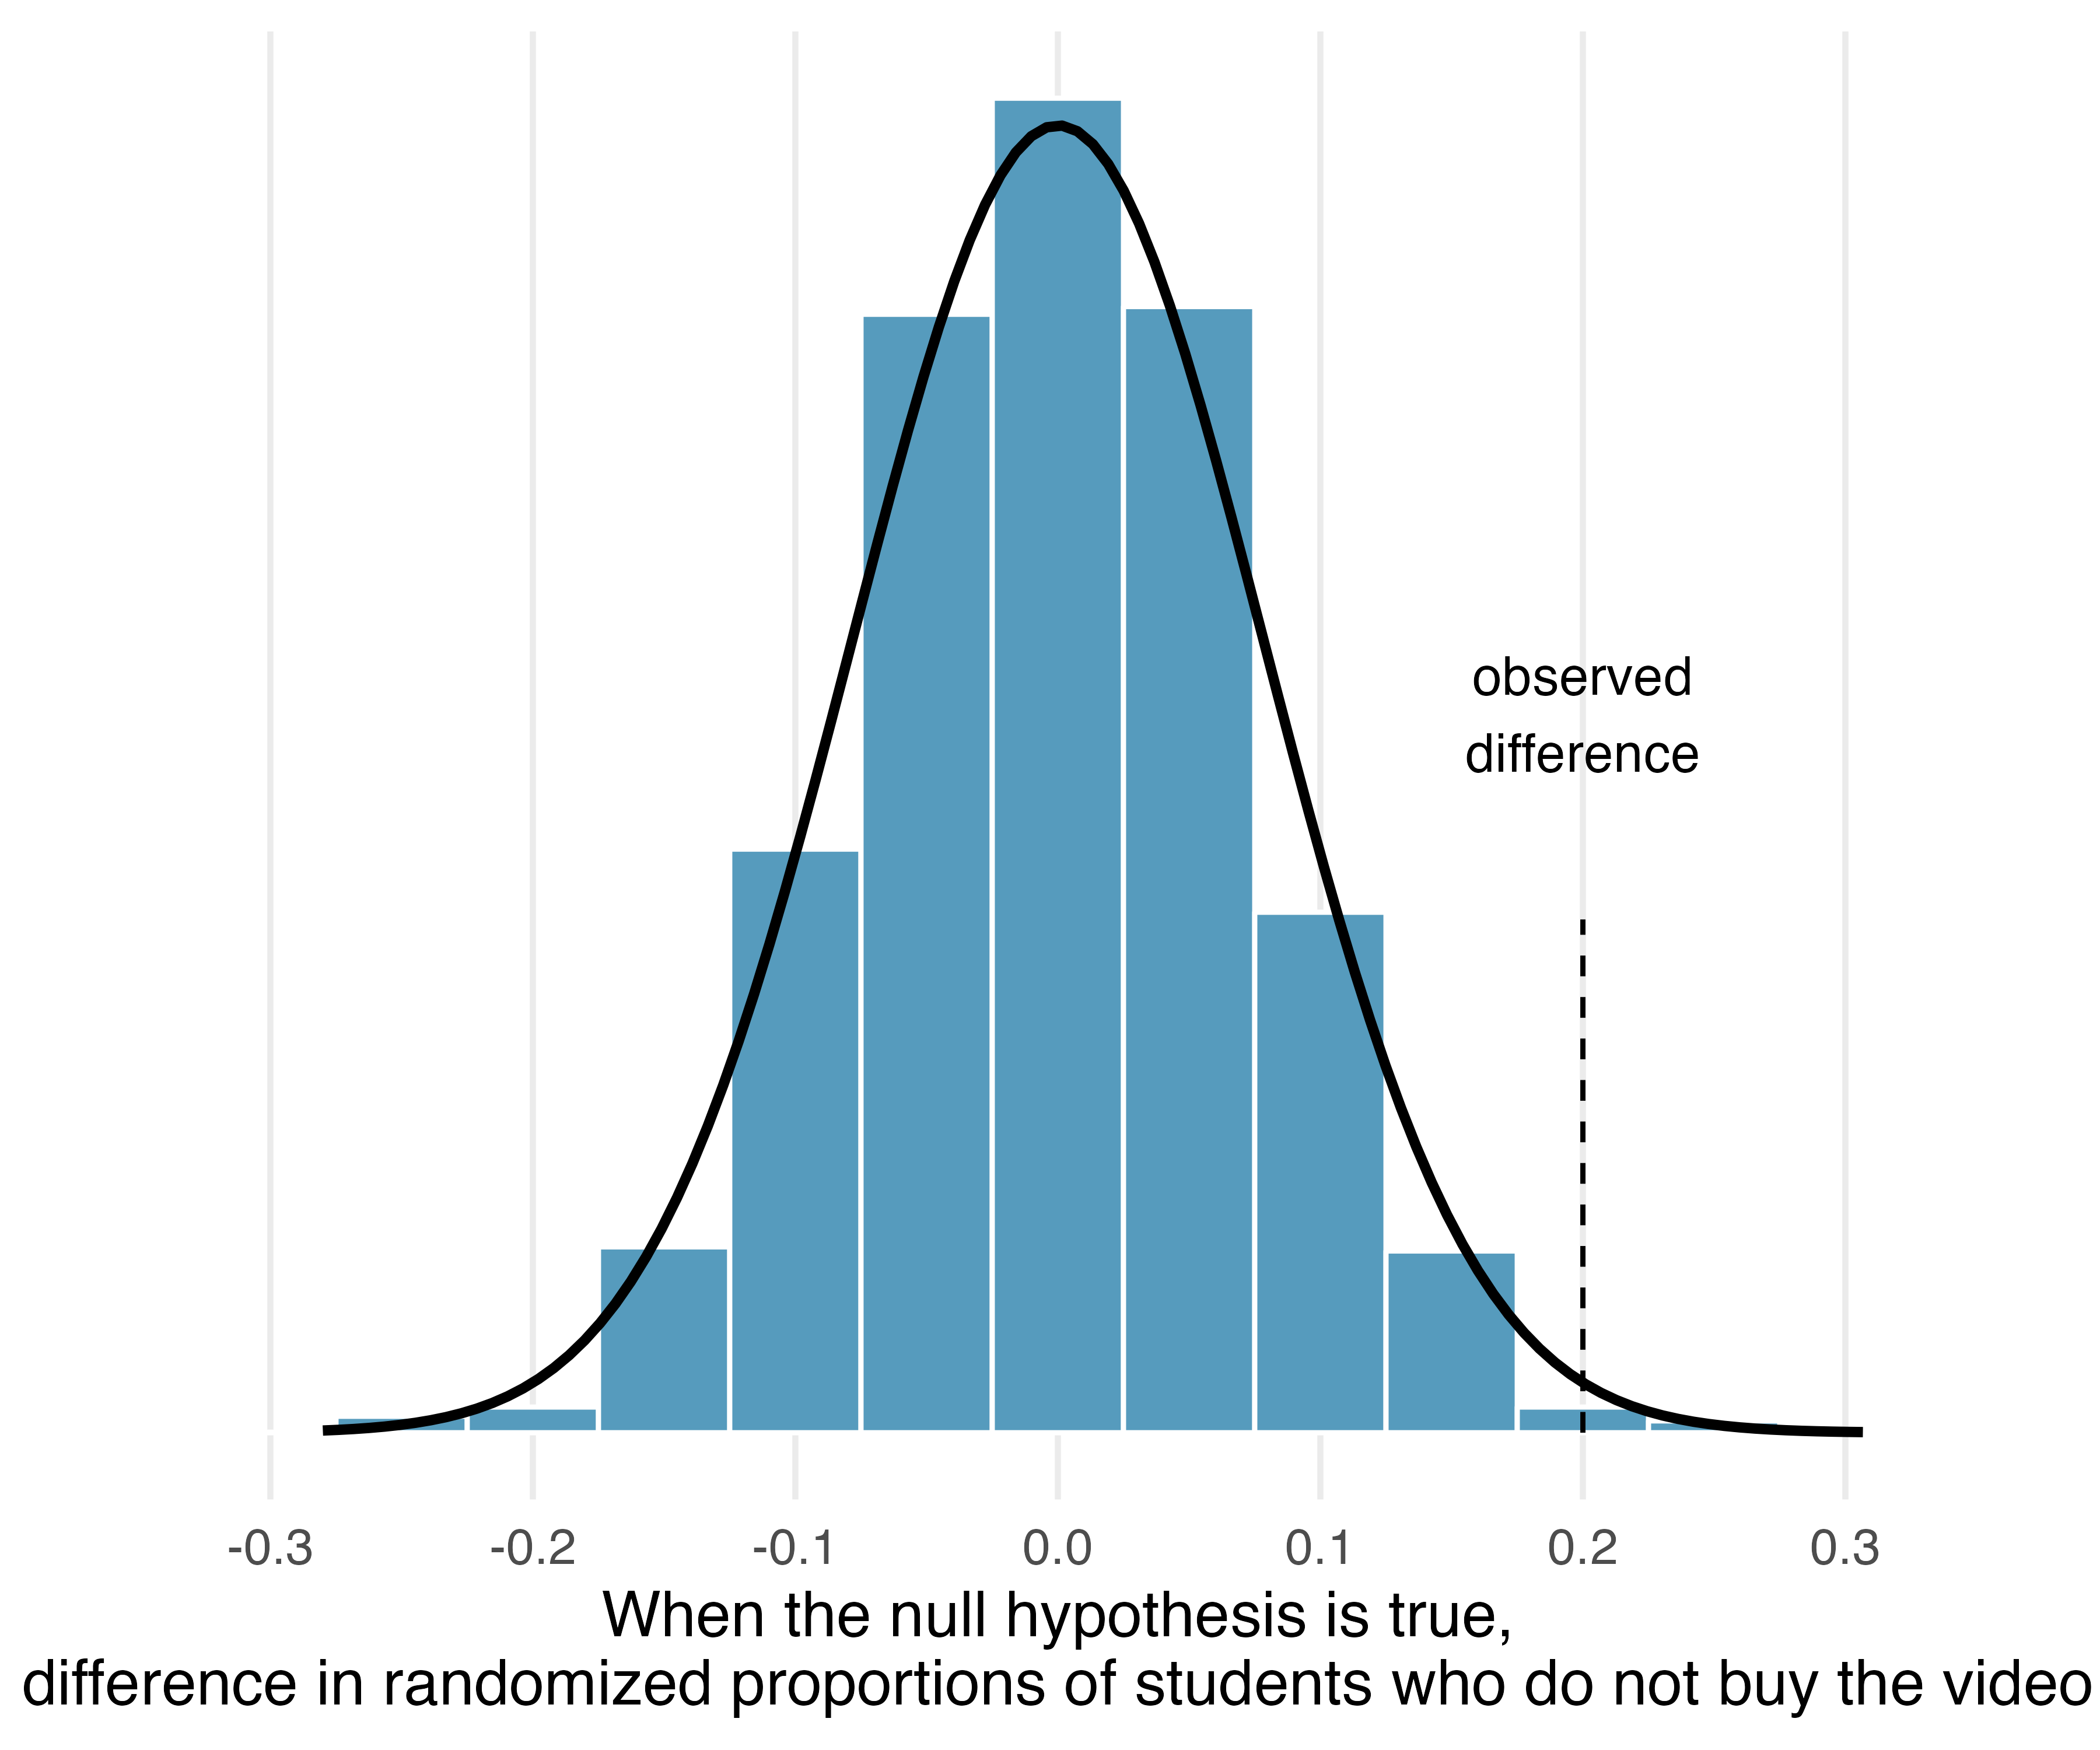 observed
difference
-0.3 -0.2 -0.1 0.0 0.1 0.2 0.3
When the null hypothesis is true,
difference in randomized proportions of students who do not buy the video